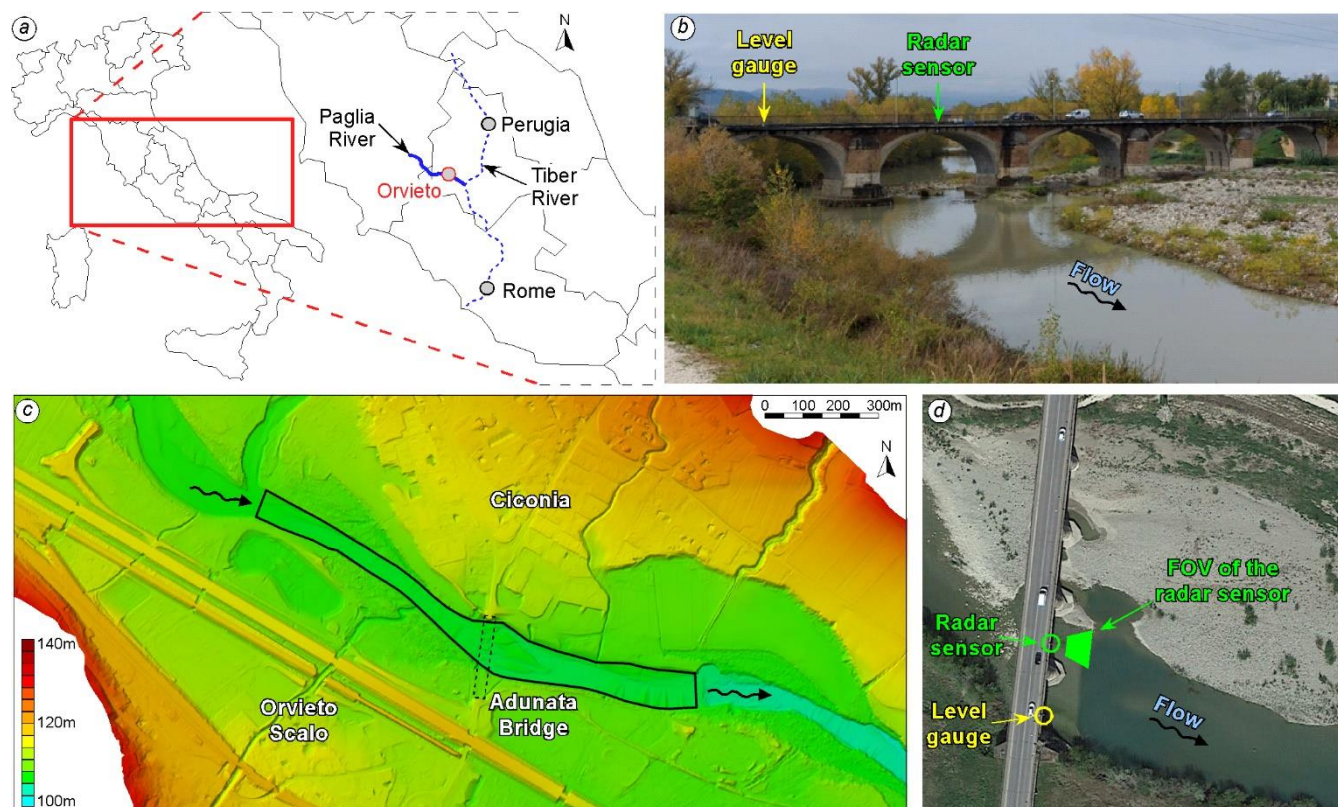 a
N
Paglia
River
Perugia
Orvieto
Tiber
River
Rome
b
Level
gauge
Radar
sensor
Flow
c
0 100 200 300m
N
Ciconia
140m
120m
100m
Orvieto
Scalo
Adunata
Bridge
d
FOV of the
radar sensor
Radar
sensor
Level
gauge
Flow